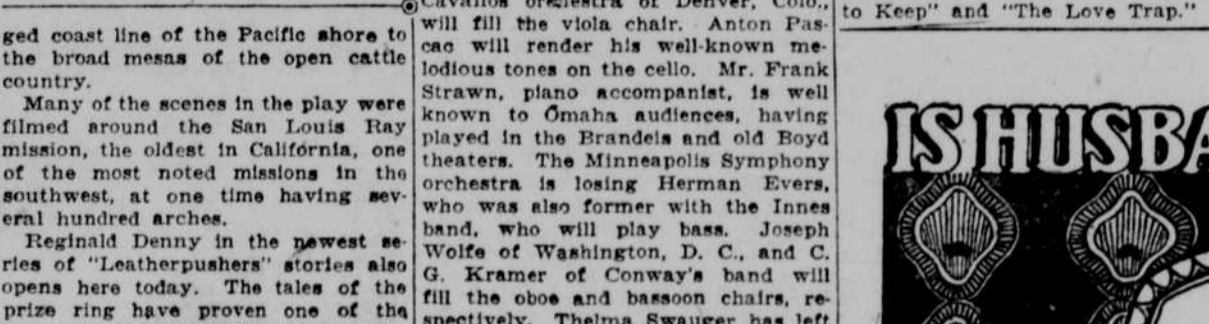 ged coast line of the Pacific shore to
the broad mesas of the open cattle
country.
Many of the scenes in the play were
filmed around the San Louis Ray
mission, the oldest in California, one
of the most noted missions in the
southwest, at one time having sev-
eral hundred arches.
Reginald Denny in the newest se-
ries of "Leatherpushers" stories also
opens here today. The tales of the
prize ring have proven one of the
Cavallos orchestra of Denver, Colo.,
will fill the viola chair. Anton Pas-
cao will render his well-known me-
lodious tones on the cello. Mr. Frank
Strawn, piano accompanist, is well
known to Omaha audiences, having
played in the Brandeis and old Boyd
theaters. The Minneapolis Symphony
orchestra is losing Herman Evers,
who was also former with the Innes
band, who will play bass. Joseph
Wolfe of Washington, D. C., and C.
G. Kramer of Conway's band will
fill the oboe and bassoon chairs, re-
spectively. Thelma Swauger has left
to Keep" and "The Love Trap."
IS HUSBA